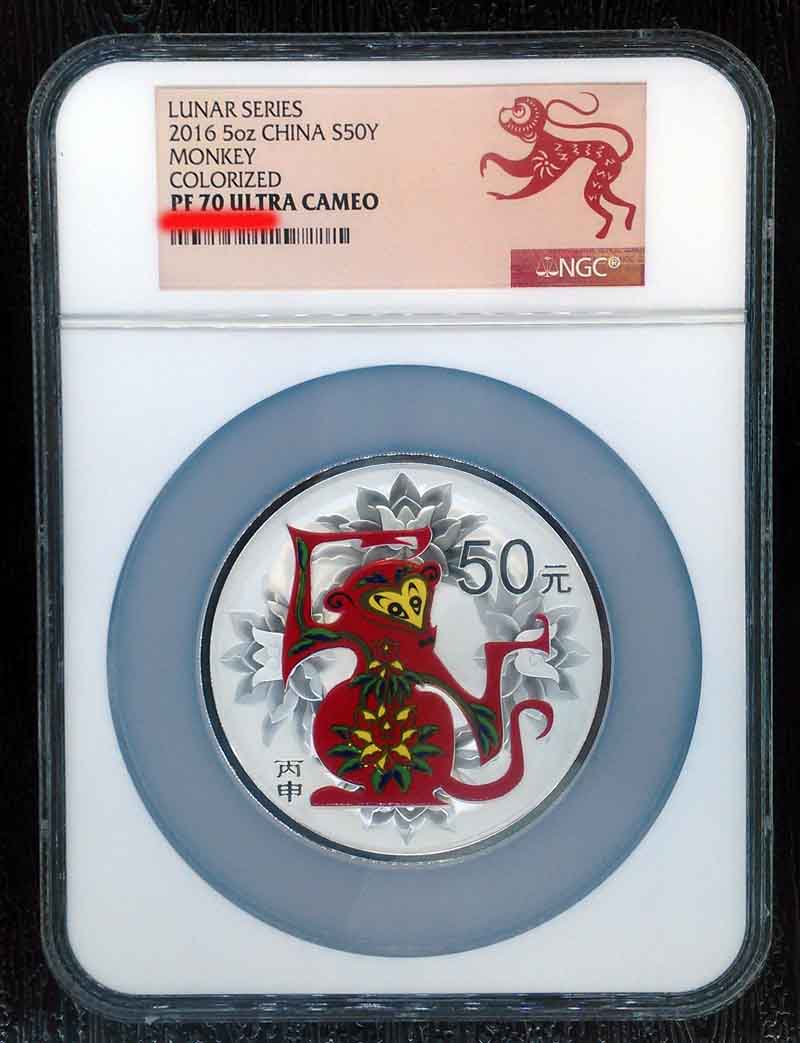 LUNAR SERIES
2016 5oz CHINA S50Y
MONKEY
COLORIZED
PF 70 ULTRA CAMEO
NGC®
50元
丙
申